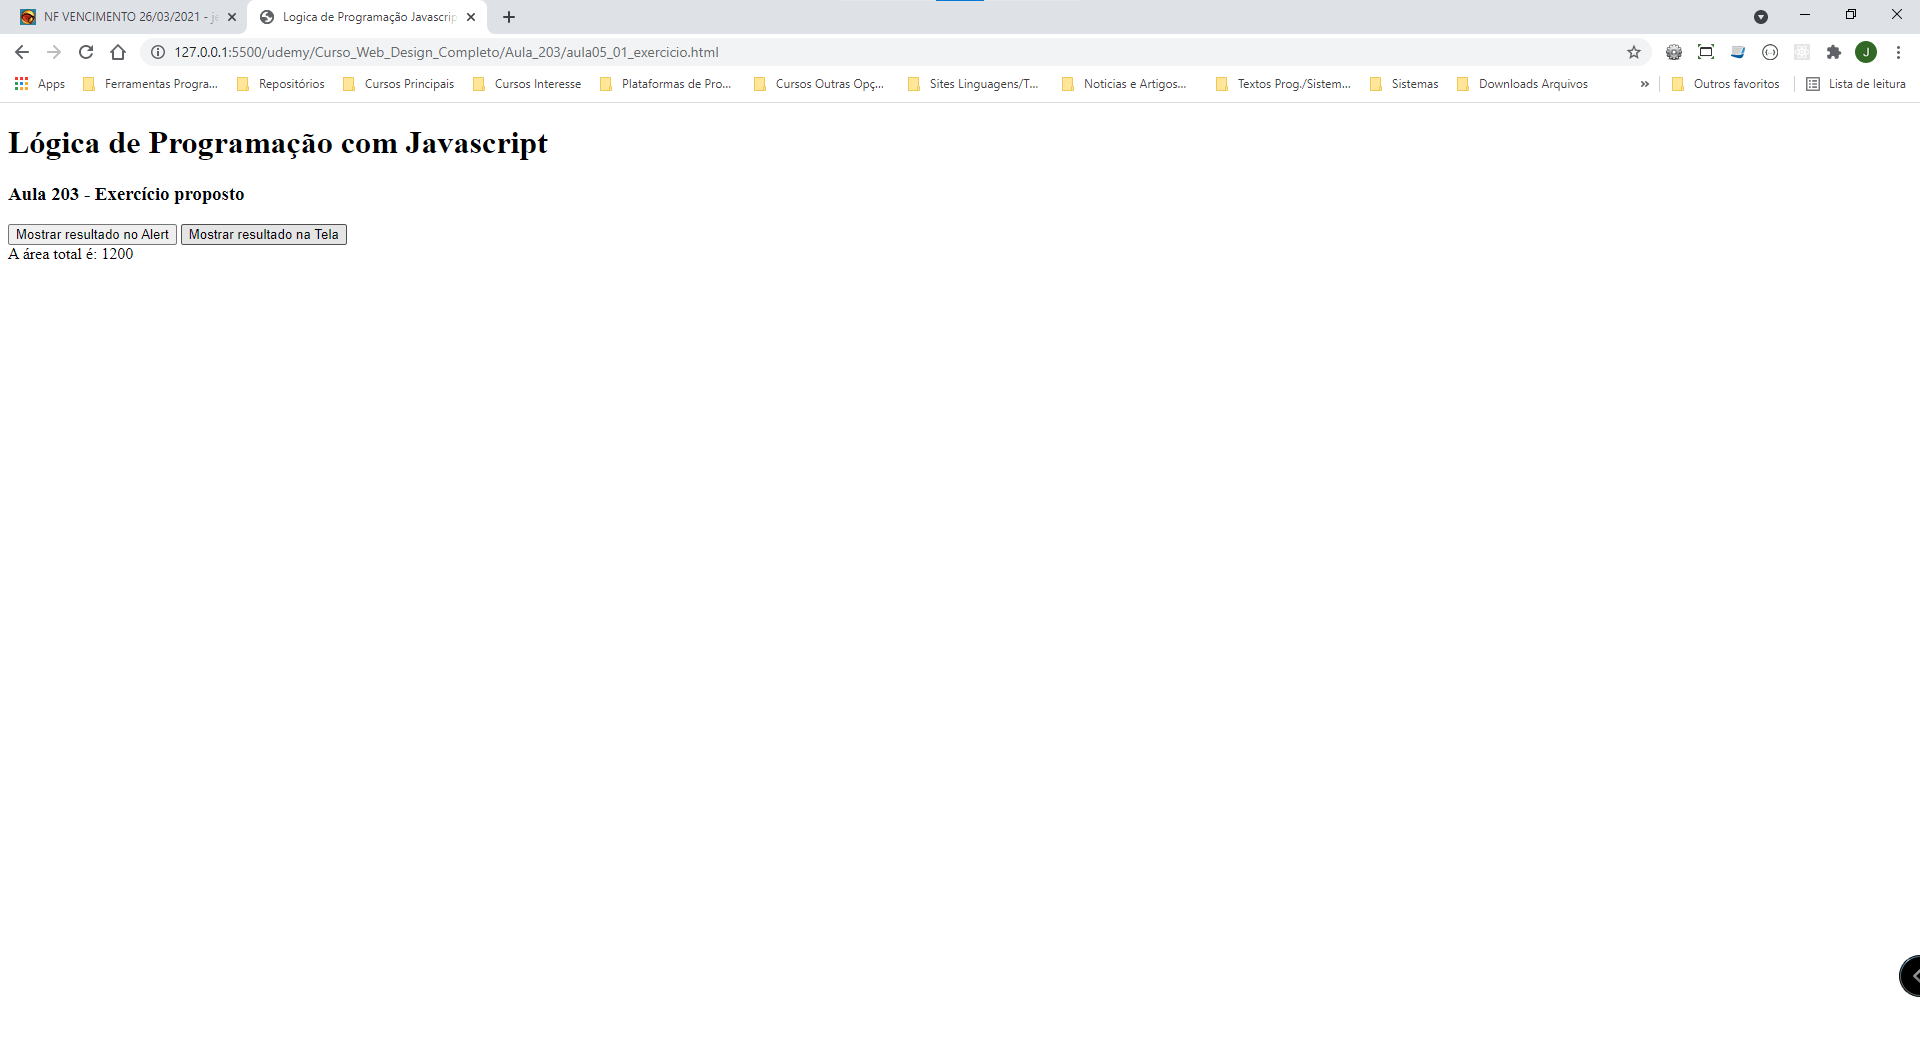 NF VENCIMENTO 26/03/2021 - je
Logica de Programação Javascrip
127.0.0.1:5500/udemy/Curso_Web_Design_Completo/Aula_203/aula05_01_exercicio.html
J
Apps Ferramentas Progra... Repositórios Cursos Principais Cursos Interesse Plataformas de Pro... Cursos Outras Opç... Sites Linguagens/T... Noticias e Artigos... Textos Prog./Sistem... Sistemas Downloads Arquivos » Outros favoritos Lista de leitura
Lógica de Programação com Javascript
Aula 203 - Exercício proposto
Mostrar resultado no Alert Mostrar resultado na Tela
A área total é: 1200